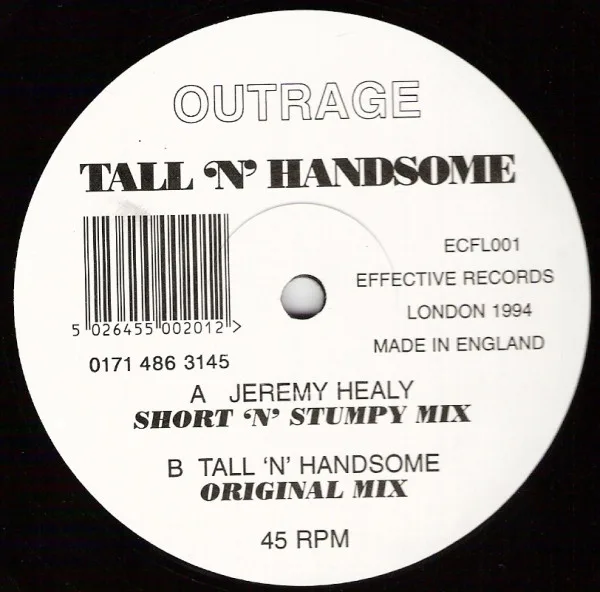 OUTRAGE
TALL 'N' HANDSOME
ECFL001
EFFECTIVE RECORDS
LONDON 1994
MADE IN ENGLAND
5 026455 002012 >
0171 486 3145
A JEREMY HEALY
SHORT 'N' STUMPY MIX
B TALL 'N' HANDSOME
ORIGINAL MIX
45 RPM